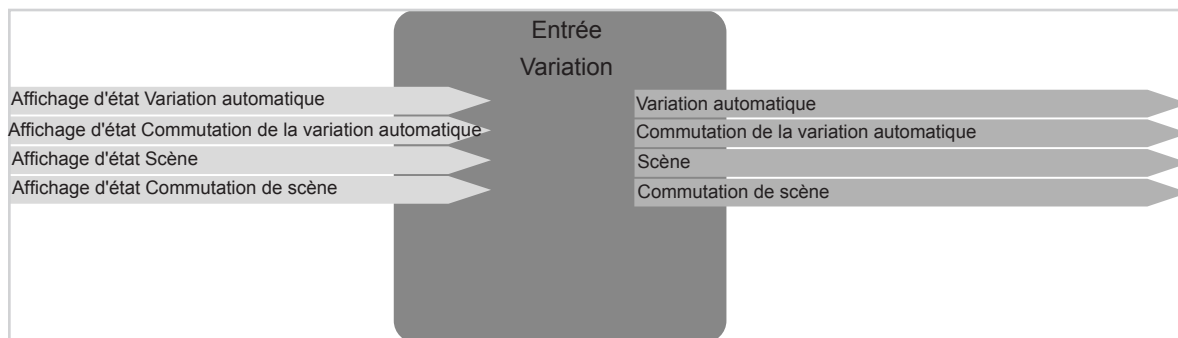 Entrée
Variation
Affichage d'état Variation automatique
Affichage d'état Commutation de la variation automatique
Affichage d'état Scène
Affichage d'état Commutation de scène
Variation automatique
Commutation de la variation automatique
Scène
Commutation de scène